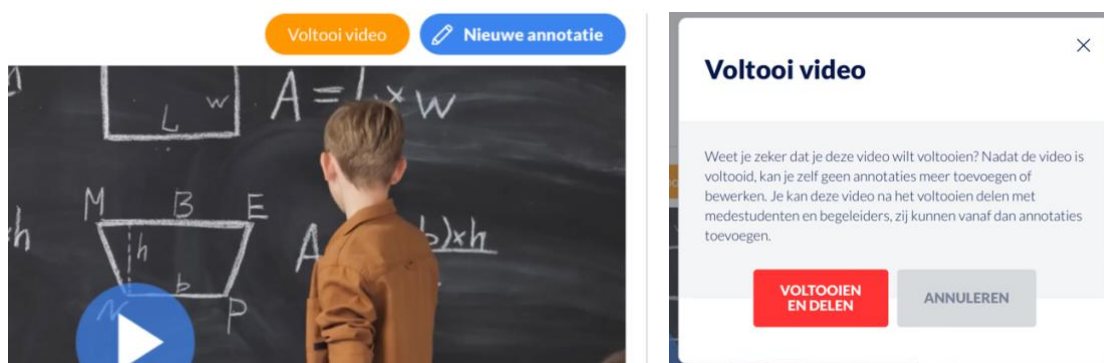 Voltooi video
Nieuwe annotatie
w
A = L x w
L
M B E
h
h
A
b)xh
b
N P
Voltooi video
Weet je zeker dat je deze video wilt voltooien? Nadat de video is
voltooid, kan je zelf geen annotaties meer toevoegen of
bewerken. Je kan deze video na het voltooien delen met
medestudenten en begeleiders, zij kunnen vanaf dan annotaties
toevoegen.
VOLTOOIEN
EN DELEN
ANNULEREN